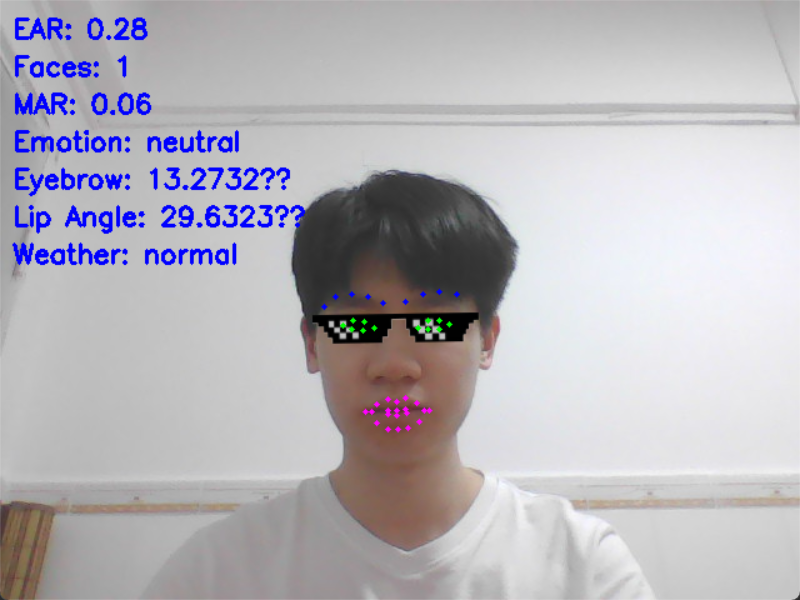 EAR: 0.28
Faces: 1
MAR: 0.06
Emotion: neutral
Eyebrow: 13.2732??
Lip Angle: 29.6323??
Weather: normal